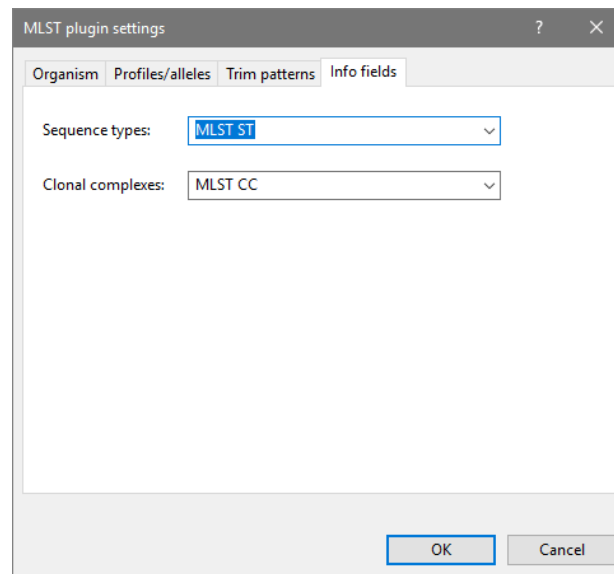 MLST plugin settings ?
Organism Profiles/alleles Trim patterns Info fields
Sequence types: MLST ST
Clonal complexes: MLST CC
OK Cancel